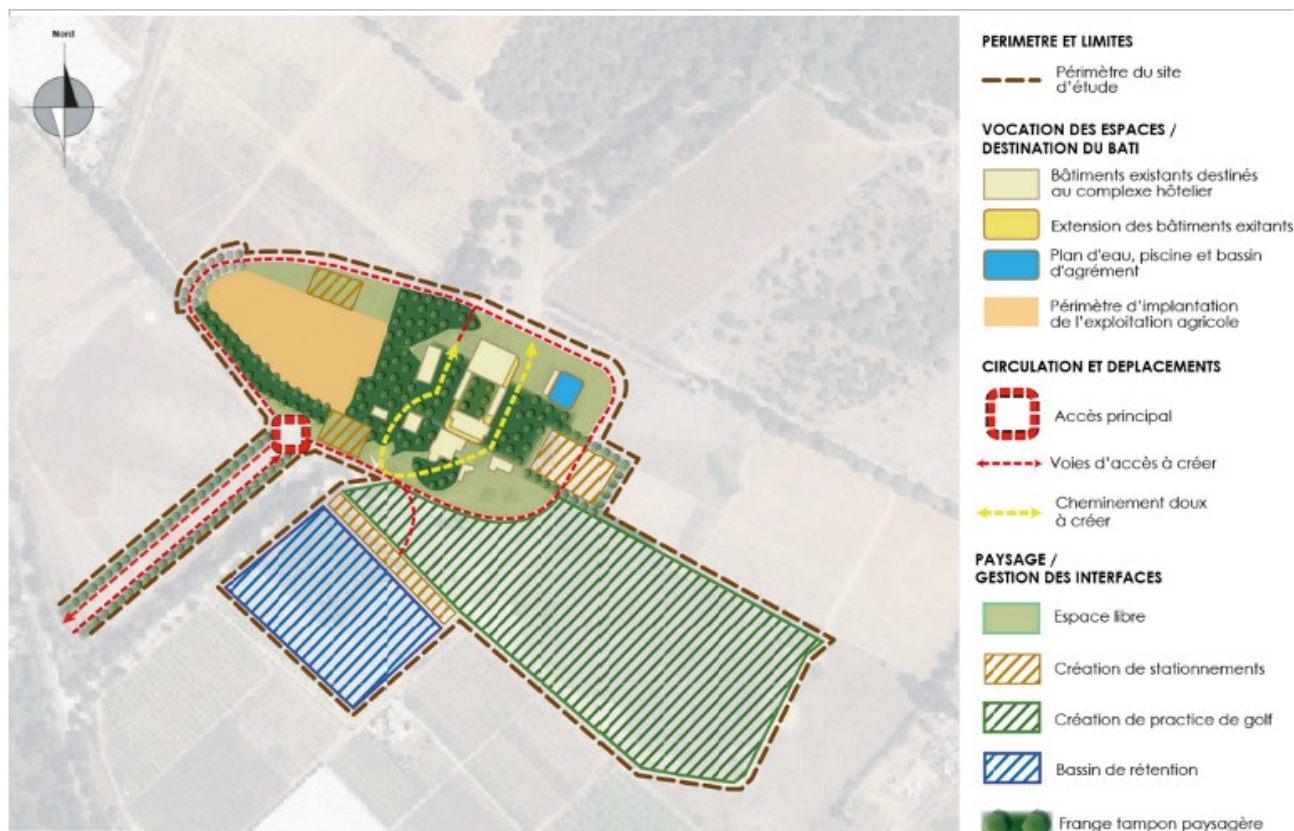 Nord
PERIMETRE ET LIMITES
Périmètre du site
d'étude
VOCATION DES ESPACES /
DESTINATION DU BATI
Bâtiments existants destinés
au complexe hôtelier
Extension des bâtiments exitants
Plan d'eau, piscine et bassin
d'agrément
Périmètre d'implantation
de l'exploitation agricole
CIRCULATION ET DEPLACEMENTS
Accès principal
Voies d'accès à créer
Cheminement doux
à créer
PAYSAGE /
GESTION DES INTERFACES
Espace libre
Création de stationnements
Création de practice de golf
Bassin de rétention
Frange tampon paysagère